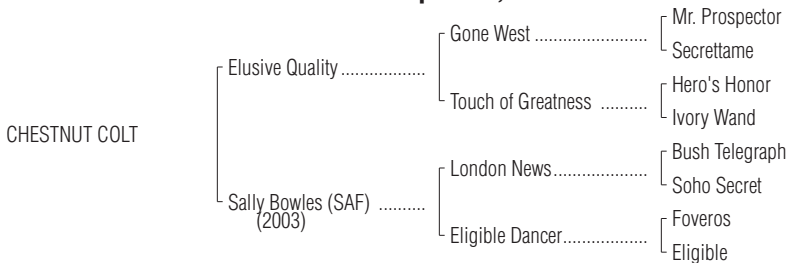 Mr. Prospector
Gone West ..........................
Secrettame
Elusive Quality ..................
Hero's Honor
Touch of Greatness ..........
Ivory Wand
CHESTNUT COLT
Bush Telegraph
London News.....................
Soho Secret
Sally Bowles (SAF) ..........
(2003)
Foveros
Eligible Dancer...................
Eligible